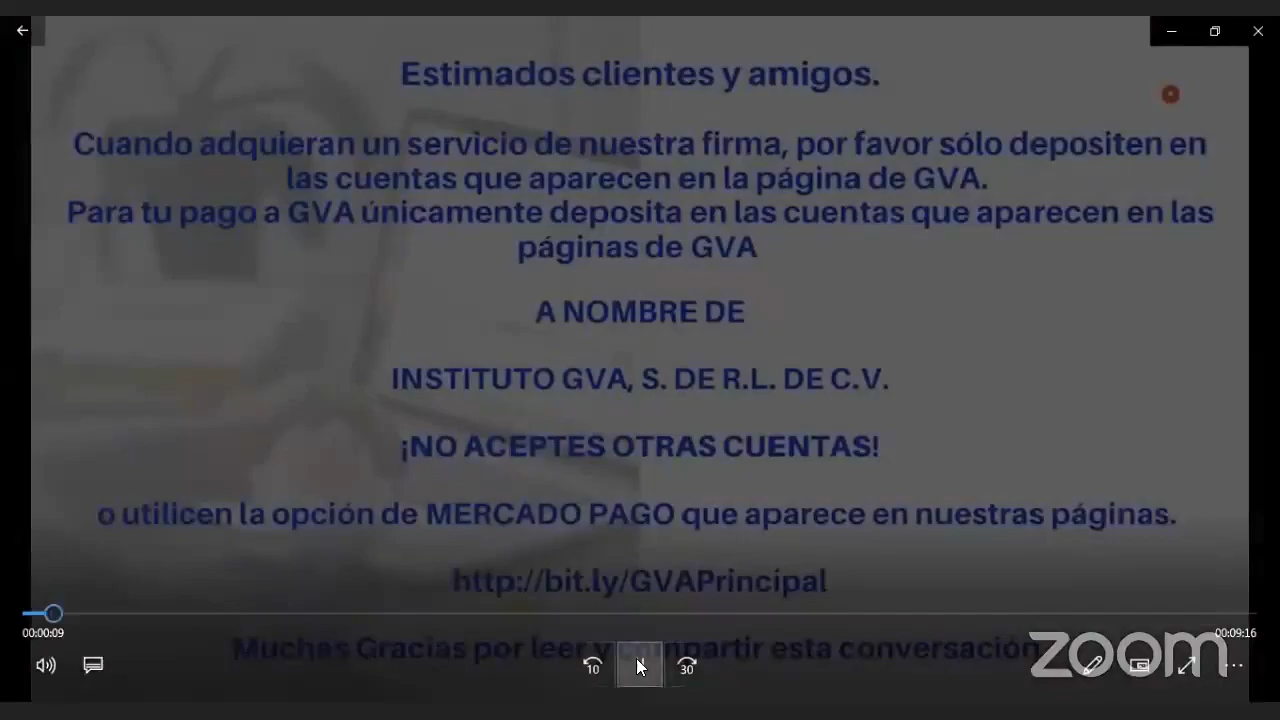 Estimados clientes y amigos.
Cuando adquieran un servicio de nuestra firma, por favor sólo depositen en
las cuentas que aparecen en la página de GVA.
Para tu pago a GVA únicamente deposita en las cuentas que aparecen en las
páginas de GVA
A NOMBRE DE
INSTITUTO GVA, S. DE R.L. DE C.V.
¡NO ACEPTES OTRAS CUENTAS!
o utilicen la opción de MERCADO PAGO que aparece en nuestras páginas.
http://bit.ly/GVAPrincipal
00:00:09
00:09:16
Muchas Gracias por leer y compartir esta conversación
zoom
10
30